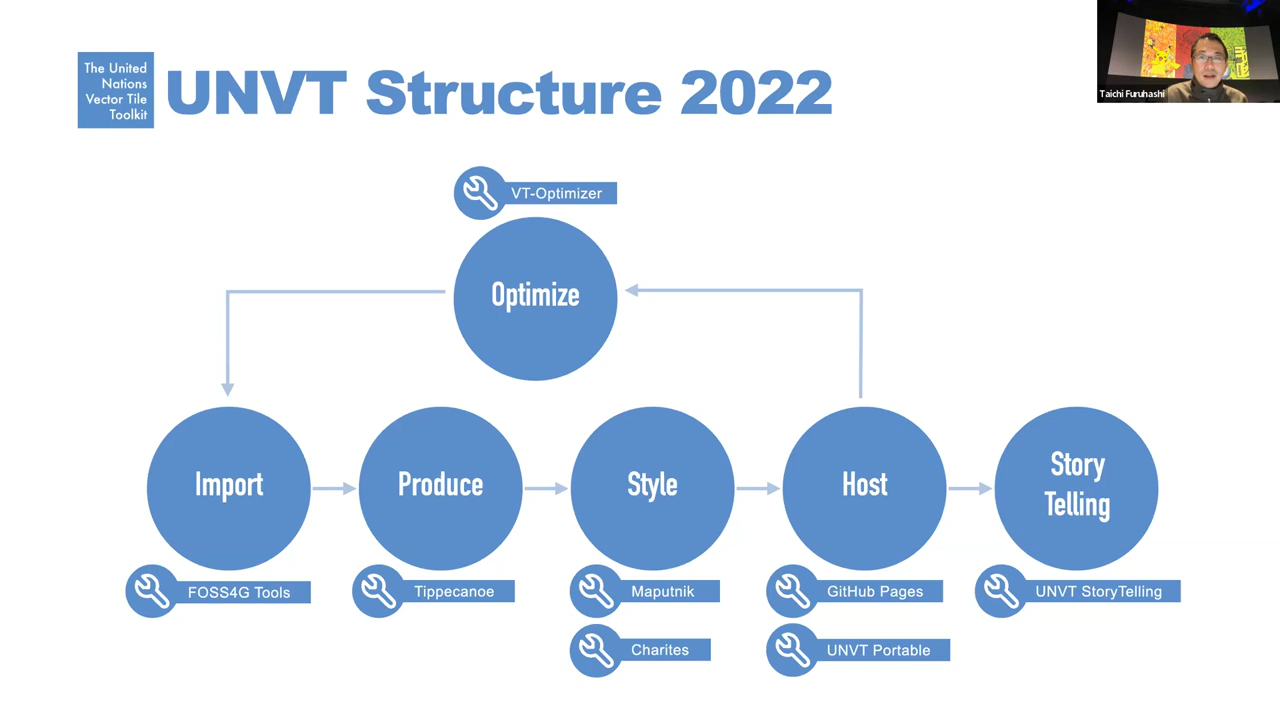 The United
Nations
Vector Tile
Toolkit
UNVT Structure 2022
Taichi Furuhashi
VT-Optimizer
Optimize
Import
Produce
Style
Host
Story
Telling
FOSS4G Tools
Tippecanoe
Maputnik
GitHub Pages
UNVT StoryTelling
Charites
UNVT Portable